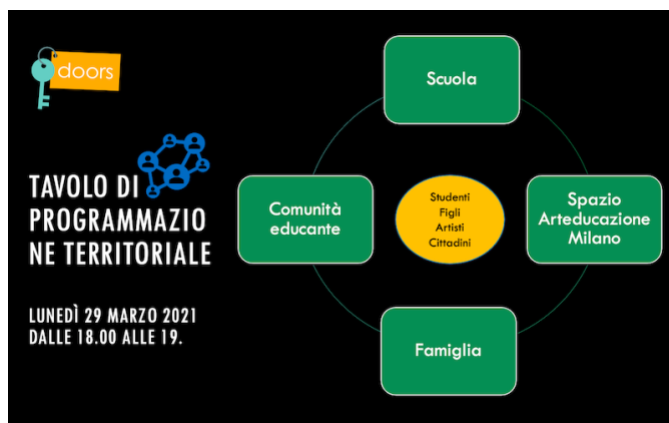 doors
TAVOLO DI
PROGRAMMAZIO
NE TERRITORIALE
LUNEDÌ 29 MARZO 2021
DALLE 18.00 ALLE 19.
Scuola
Comunità
educante
Studenti
Figli
Artisti
Cittadini
Spazio
Arteducazione
Milano
Famiglia